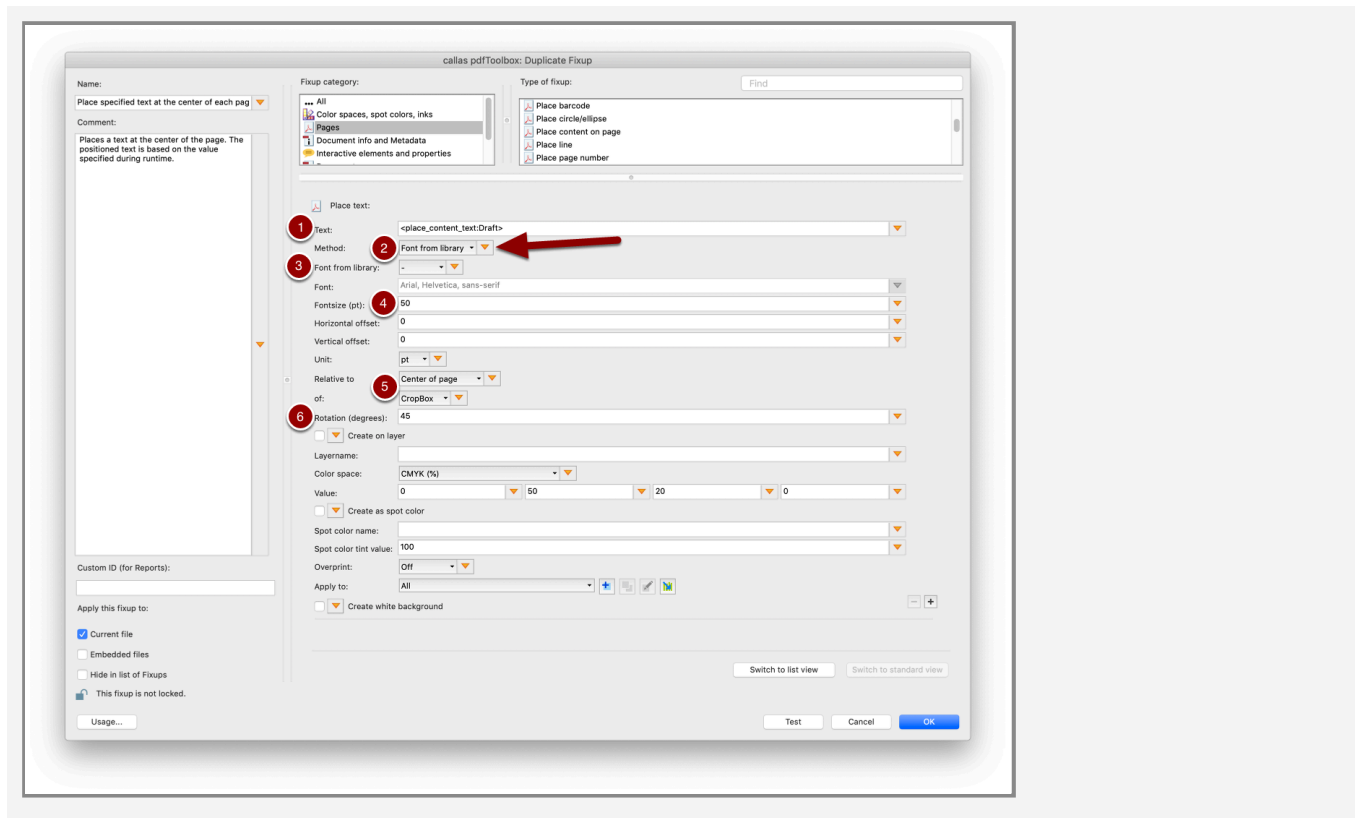 callas pdfToolbox: Duplicate Fixup
Name:
Place specified text at the center of each pag
Comment:
Places a text at the center of the page. The
positioned text is based on the value
specified during runtime.
Custom ID (for Reports):
Apply this fixup to:
Current file
Embedded files
Hide in list of Fixups
This fixup is not locked.
Usage...
Fixup category:
... All
Color spaces, spot colors, inks
Pages
Document info and Metadata
Interactive elements and properties
Type of fixup:
Find
Place barcode
Place circle/ellipse
Place content on page
Place line
Place page number
Place text:
1 Text: <place_content_text:Draft>
Method: 2 Font from library
3 Font from library: -
Font: Arial, Helvetica, sans-serif
Fontsize (pt): 4 50
Horizontal offset: 0
Vertical offset: 0
Unit: pt
Relative to 5 Center of page
of: CropBox
6 Rotation (degrees): 45
Create on layer
Layername:
Color space: CMYK (%)
Value: 0 50 20 0
Create as spot color
Spot color name:
Spot color tint value: 100
Overprint: Off
Apply to: All
Create white background
Switch to list view
Switch to standard view
Test
Cancel
OK